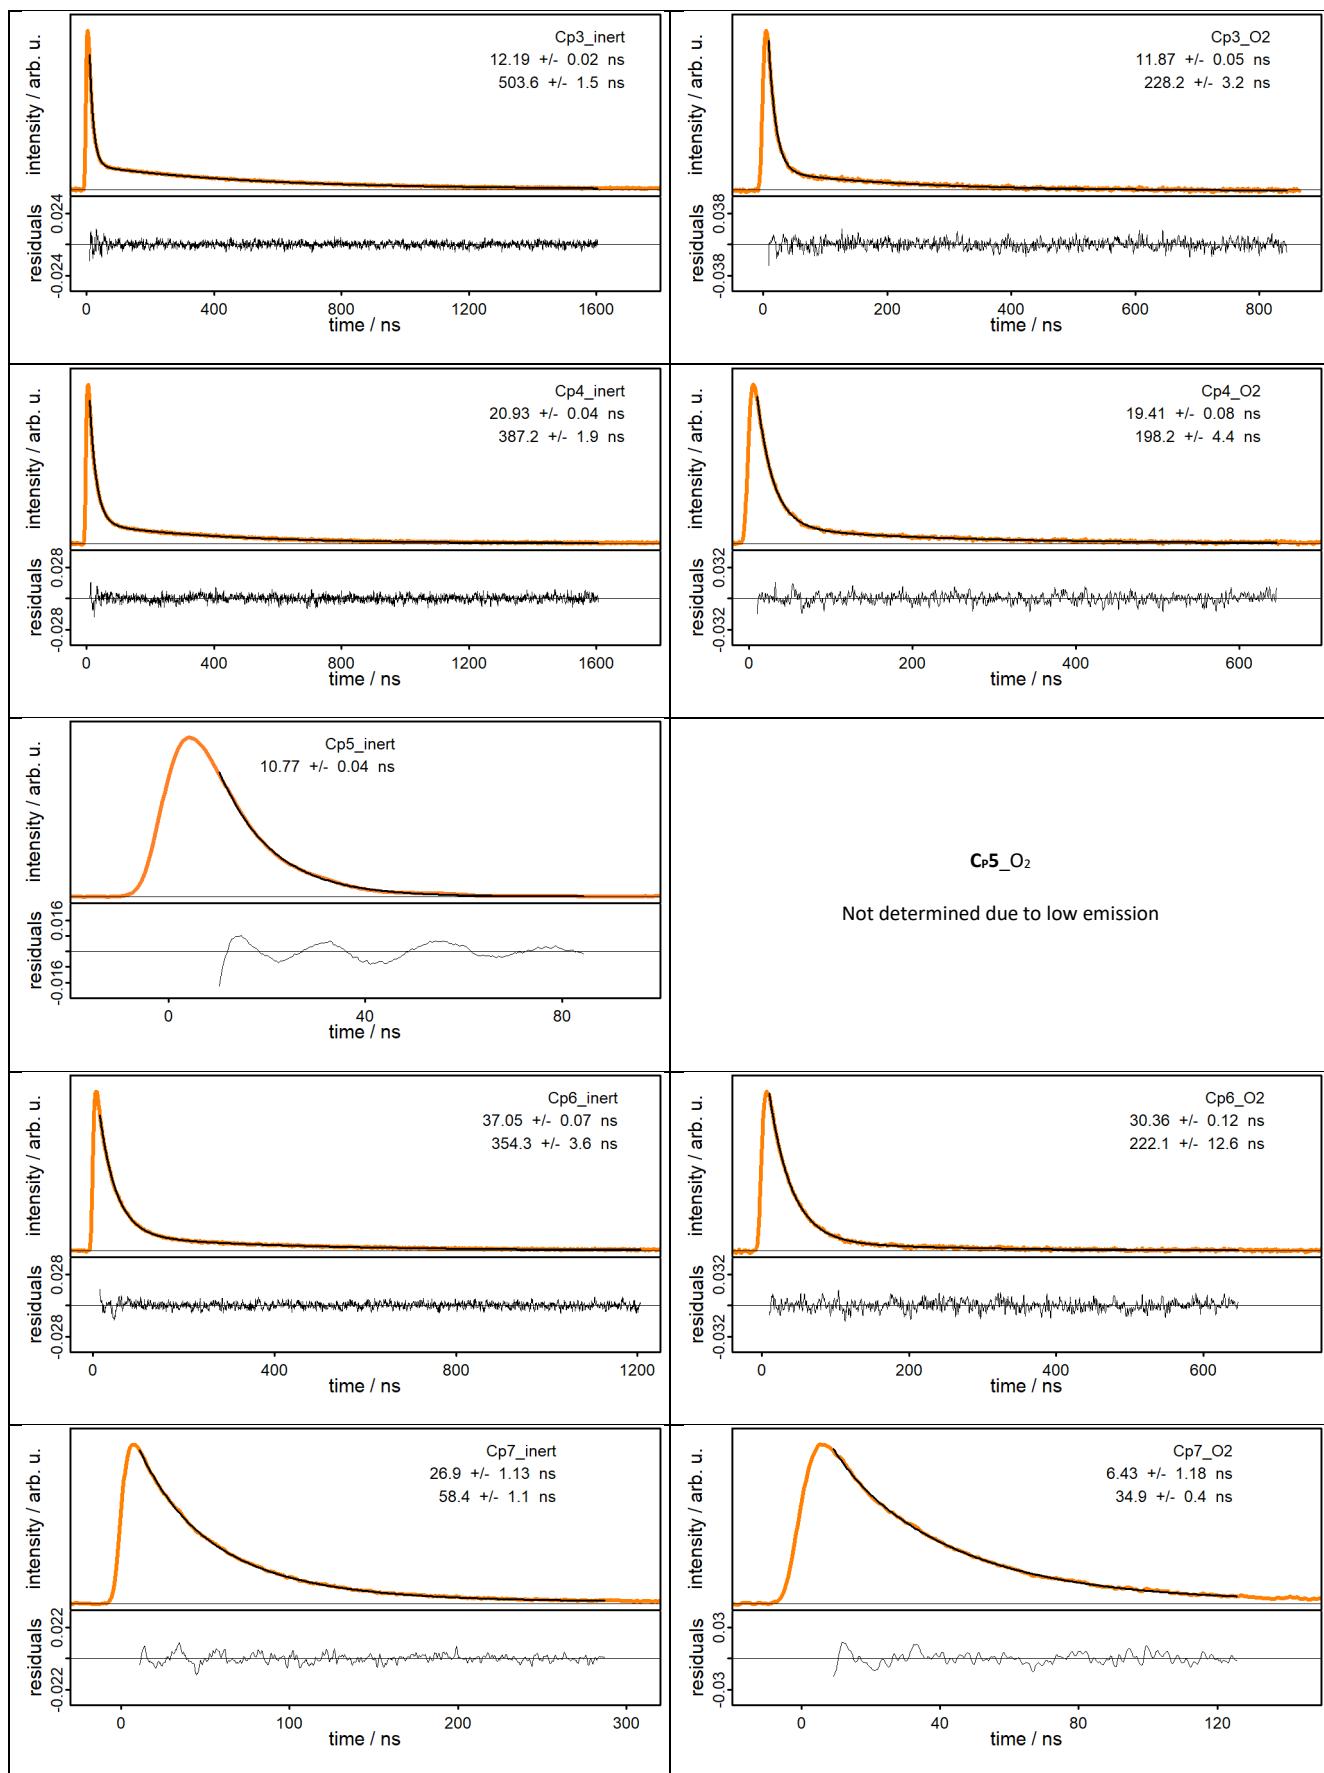 intensity / arb. u.
Cp3_inert
12.19 +/- 0.02 ns
503.6 +/- 1.5 ns
residuals
0.024
-0.024
0 400 800 1200 1600
time / ns
intensity / arb. u.
Cp3_O2
11.87 +/- 0.05 ns
228.2 +/- 3.2 ns
residuals
0.038
-0.038
0 200 400 600 800
time / ns
intensity / arb. u.
Cp4_inert
20.93 +/- 0.04 ns
387.2 +/- 1.9 ns
residuals
0.028
-0.028
0 400 800 1200 1600
time / ns
intensity / arb. u.
Cp4_O2
19.41 +/- 0.08 ns
198.2 +/- 4.4 ns
residuals
0.032
-0.032
0 200 400 600
time / ns
intensity / arb. u.
Cp5_inert
10.77 +/- 0.04 ns
residuals
0.016
-0.016
0 40 80
time / ns
CP5_O2
Not determined due to low emission
intensity / arb. u.
Cp6_inert
37.05 +/- 0.07 ns
354.3 +/- 3.6 ns
residuals
0.028
-0.028
0 400 800 1200
time / ns
intensity / arb. u.
Cp6_O2
30.36 +/- 0.12 ns
222.1 +/- 12.6 ns
residuals
0.032
-0.032
0 200 400 600
time / ns
intensity / arb. u.
Cp7_inert
26.9 +/- 1.13 ns
58.4 +/- 1.1 ns
residuals
0.022
-0.022
0 100 200 300
time / ns
intensity / arb. u.
Cp7_O2
6.43 +/- 1.18 ns
34.9 +/- 0.4 ns
residuals
0.03
-0.03
0 40 80 120
time / ns